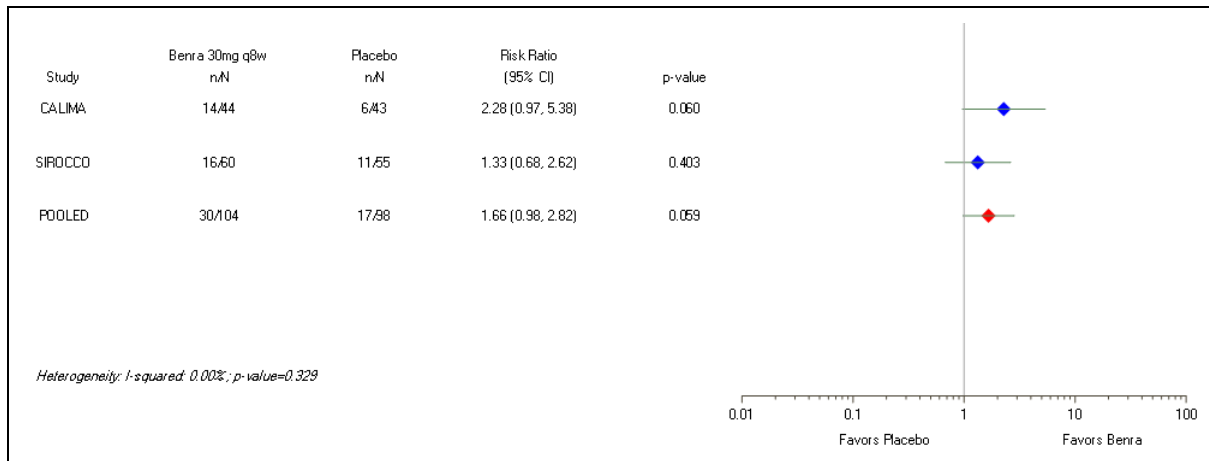 Benra 30mg q8w Placebo Risk Ratio
Study n/N n/N (95% CI) p-value
CALIMA 14/44 6/43 2.28 (0.97, 5.38) 0.060
SIROCCO 16/60 11/55 1.33 (0.68, 2.62) 0.403
POOLED 30/104 17/98 1.66 (0.98, 2.82) 0.059
Heterogeneity: I-squared: 0.00%; p-value=0.329
0.01 0.1 1 10 100
Favors Placebo Favors Benra